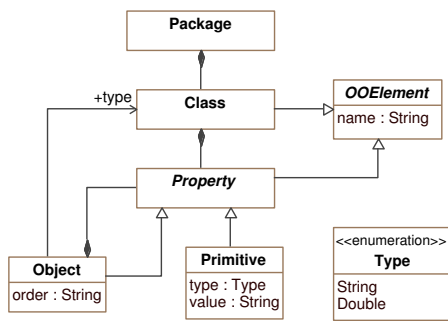 Package
+type
Class
OOElement
name : String
Property
Object
order : String
Primitive
type : Type
value : String
<<enumeration>>
Type
String
Double